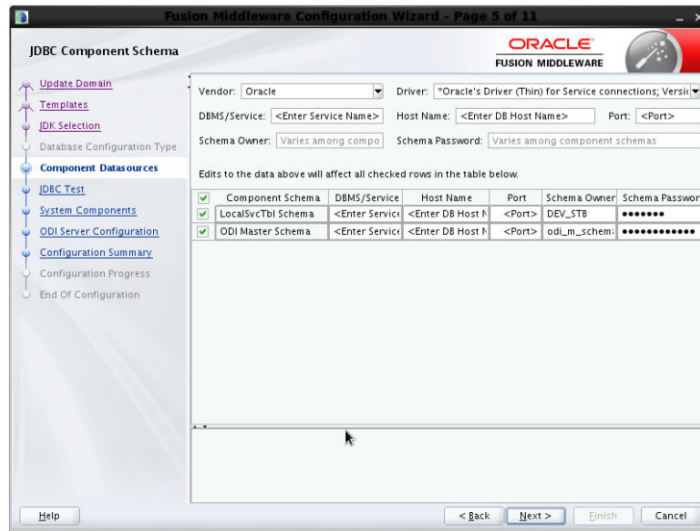 Fusion Middleware Configuration Wizard - Page 5 of 11
JDBC Component Schema
ORACLE
FUSION MIDDLEWARE
Update Domain
Templates
JDK Selection
Database Configuration Type
Component Datasources
JDBC Test
System Components
ODI Server Configuration
Configuration Summary
Configuration Progress
End Of Configuration
Vendor: Oracle Driver: *Oracle's Driver (Thin) for Service connections; Versi
DBMS/Service: <Enter Service Name> Host Name: <Enter DB Host Name> Port: <Port>
Schema Owner: Varies among compo Schema Password: Varies among component schemas
Edits to the data above will affect all checked rows in the table below.
Component Schema DBMS/Service Host Name Port Schema Owner Schema Passwor
LocalSvcTbl Schema <Enter Service <Enter DB Host N <Port> DEV_STB •••••••
ODI Master Schema <Enter Service <Enter DB Host N <Port> odi_m_schem ••••••••••••
Help < Back Next > Finish Cancel